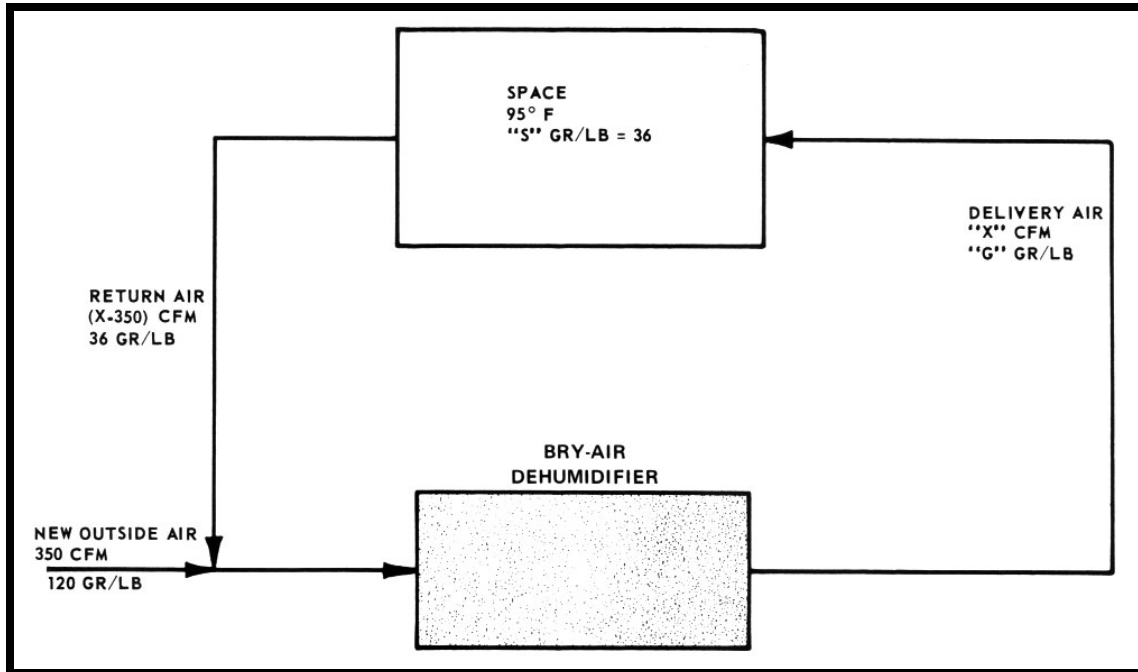 SPACE
95° F
"S" GR/LB = 36
DELIVERY AIR
"X" CFM
"G" GR/LB
RETURN AIR
(X-350) CFM
36 GR/LB
BRY-AIR
DEHUMIDIFIER
NEW OUTSIDE AIR
350 CFM
120 GR/LB